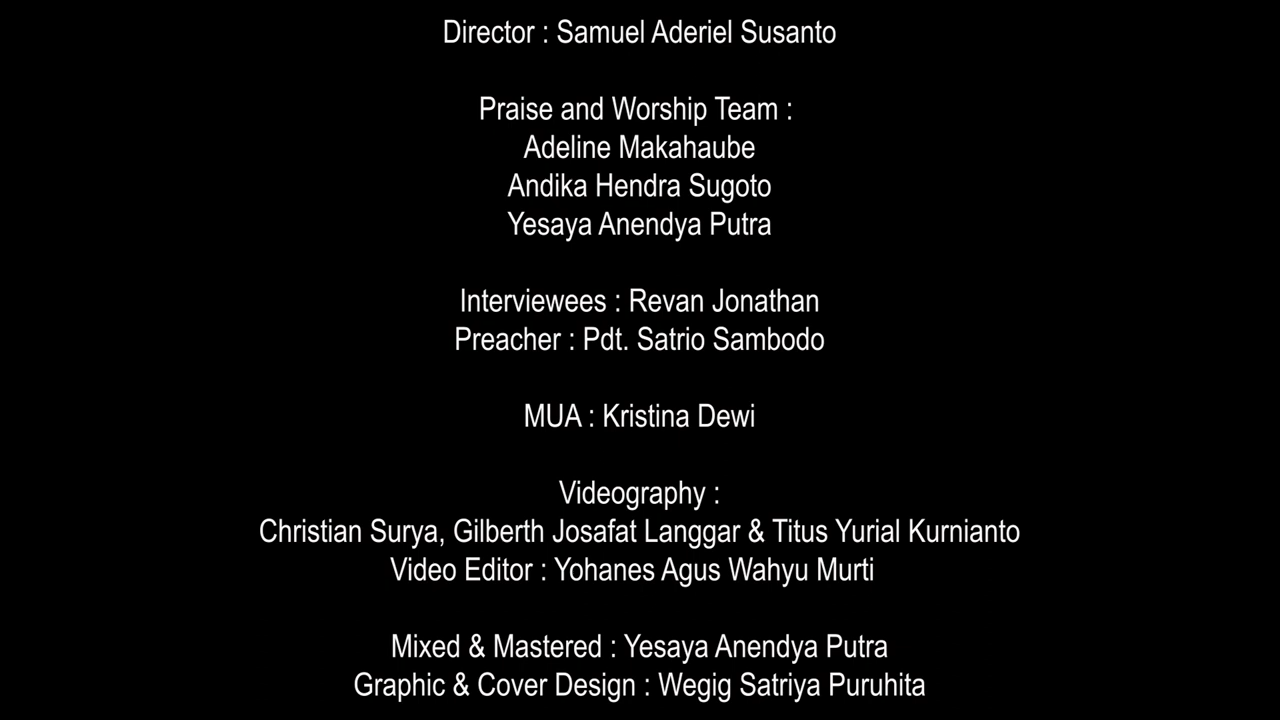 Director : Samuel Aderiel Susanto
Praise and Worship Team :
Adeline Makahaube
Andika Hendra Sugoto
Yesaya Anendya Putra
Interviewees : Revan Jonathan
Preacher : Pdt. Satrio Sambodo
MUA : Kristina Dewi
Videography :
Christian Surya, Gilberth Josafat Langgar & Titus Yurial Kurnianto
Video Editor : Yohanes Agus Wahyu Murti
Mixed & Mastered : Yesaya Anendya Putra
Graphic & Cover Design : Wegig Satriya Puruhita